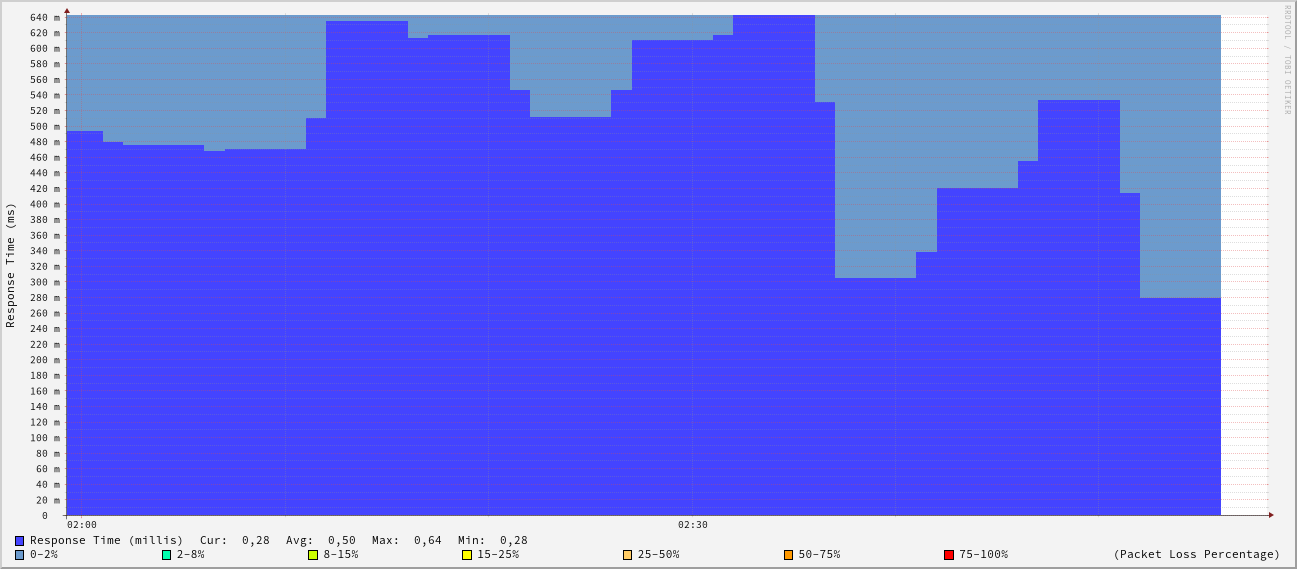 RRDTOOL / TOBI OETIKER
Response Time (ms)
640 m
620 m
600 m
580 m
560 m
540 m
520 m
500 m
480 m
460 m
440 m
420 m
400 m
380 m
360 m
340 m
320 m
300 m
280 m
260 m
240 m
220 m
200 m
180 m
160 m
140 m
120 m
100 m
80 m
60 m
40 m
20 m
0
02:00 02:30
Response Time (millis) Cur: 0,28 Avg: 0,50 Max: 0,64 Min: 0,28
0-2% 2-8% 8-15% 15-25% 25-50% 50-75% 75-100% (Packet Loss Percentage)